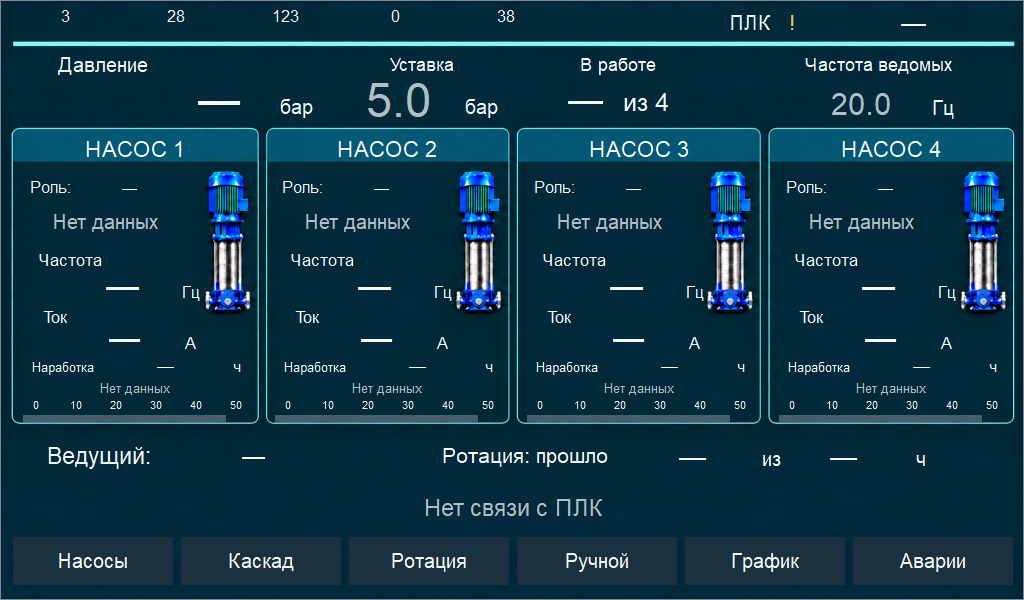 3 28 123 0 38
ПЛК ! —
Давление Уставка В работе Частота ведомых
— бар 5.0 бар — из 4 20.0 Гц
НАСОС 1 НАСОС 2 НАСОС 3 НАСОС 4
Роль: — Роль: — Роль: — Роль: —
Нет данных Нет данных Нет данных Нет данных
Частота Частота Частота Частота
— Гц — Гц — Гц — Гц
Ток Ток Ток Ток
— А — А — А — А
Наработка — ч Наработка — ч Наработка — ч Наработка — ч
Нет данных Нет данных Нет данных Нет данных
0 10 20 30 40 50 0 10 20 30 40 50 0 10 20 30 40 50 0 10 20 30 40 50
Ведущий: — Ротация: прошло — из — ч
Нет связи с ПЛК
Насосы Каскад Ротация Ручной График Аварии